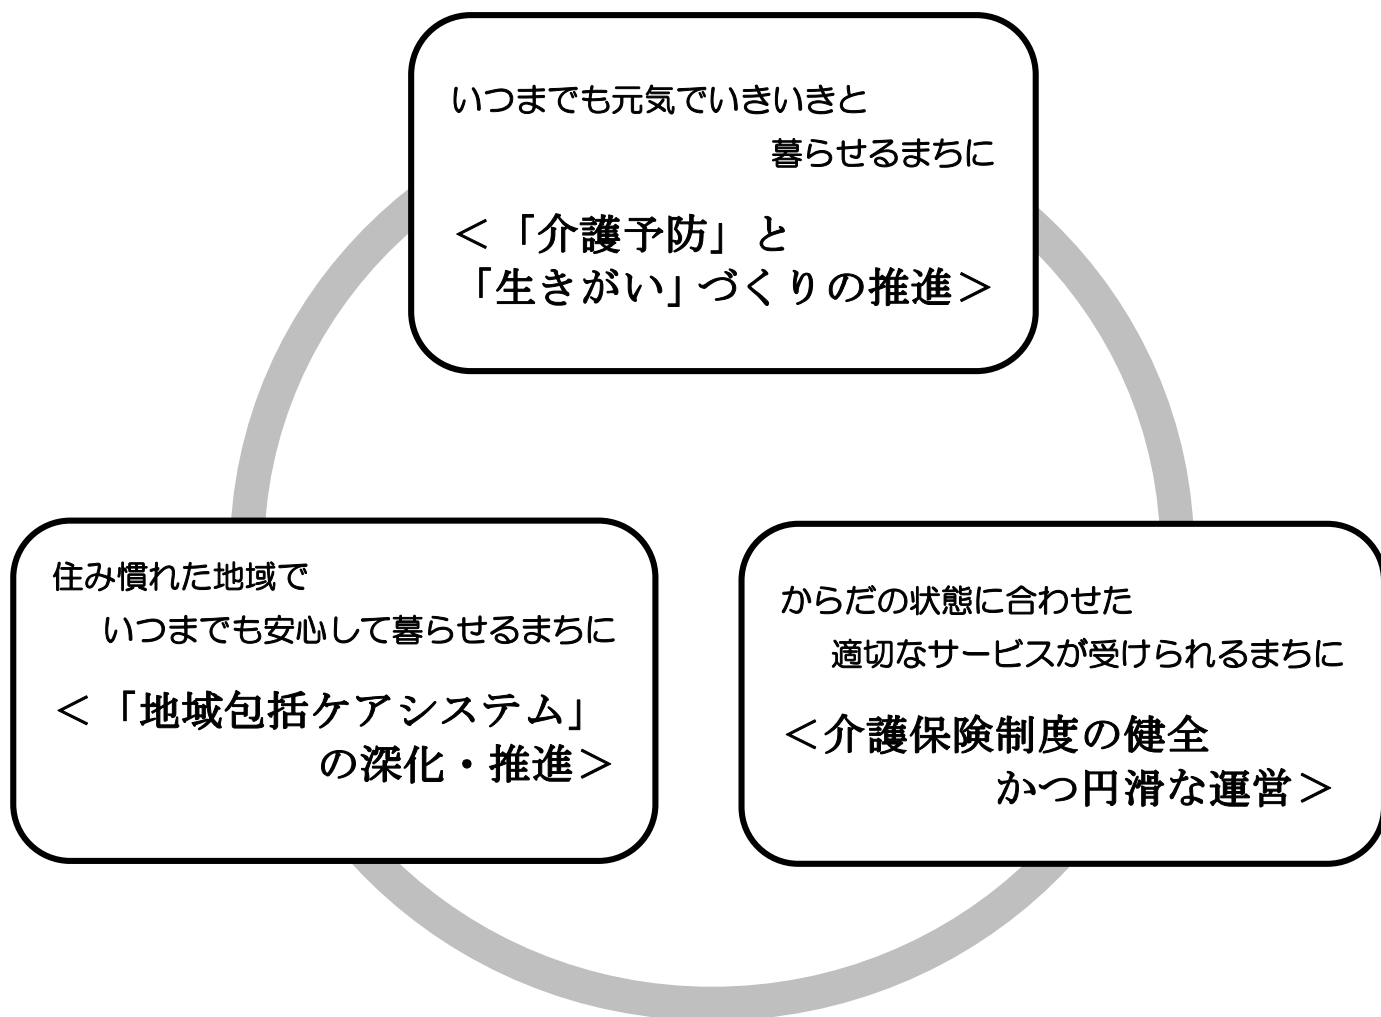 いつまでも元気でいきいきと
暮らせるまちに
＜「介護予防」と
「生きがい」づくりの推進＞
住み慣れた地域で
いつまでも安心して暮らせるまちに
＜「地域包括ケアシステム」
の深化・推進＞
からだの状態に合わせた
適切なサービスが受けられるまちに
＜介護保険制度の健全
かつ円滑な運営＞